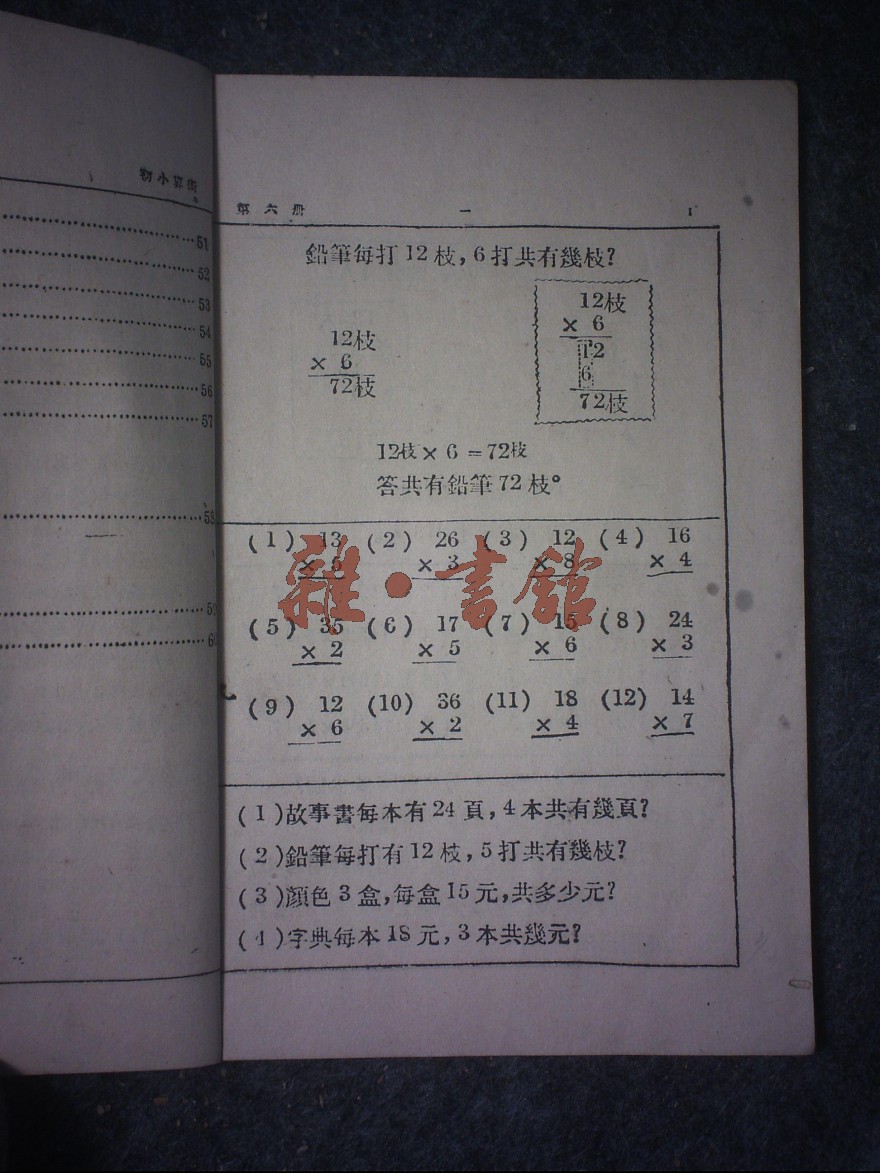 初小算術
51
52
53
54
55
56
57
第六册 一 1
鉛筆每打12枝,6打共有幾枝?
12枝
× 6
72枝
12枝
× 6
12
6
72枝
12枝 × 6 = 72枝
答共有鉛筆72枝。
(1) 13 (2) 26 (3) 12 (4) 16
× × 3 × 8 × 4
(5) 35 (6) 17 (7) 15 (8) 24
× 2 × 5 × 6 × 3
(9) 12 (10) 36 (11) 18 (12) 14
× 6 × 2 × 4 × 7
(1)故事書每本有24頁,4本共有幾頁?
(2)鉛筆每打有12枝,5打共有幾枝?
(3)顏色3盒,每盒15元,共多少元?
(4)字典每本18元,3本共幾元?
雜·書館